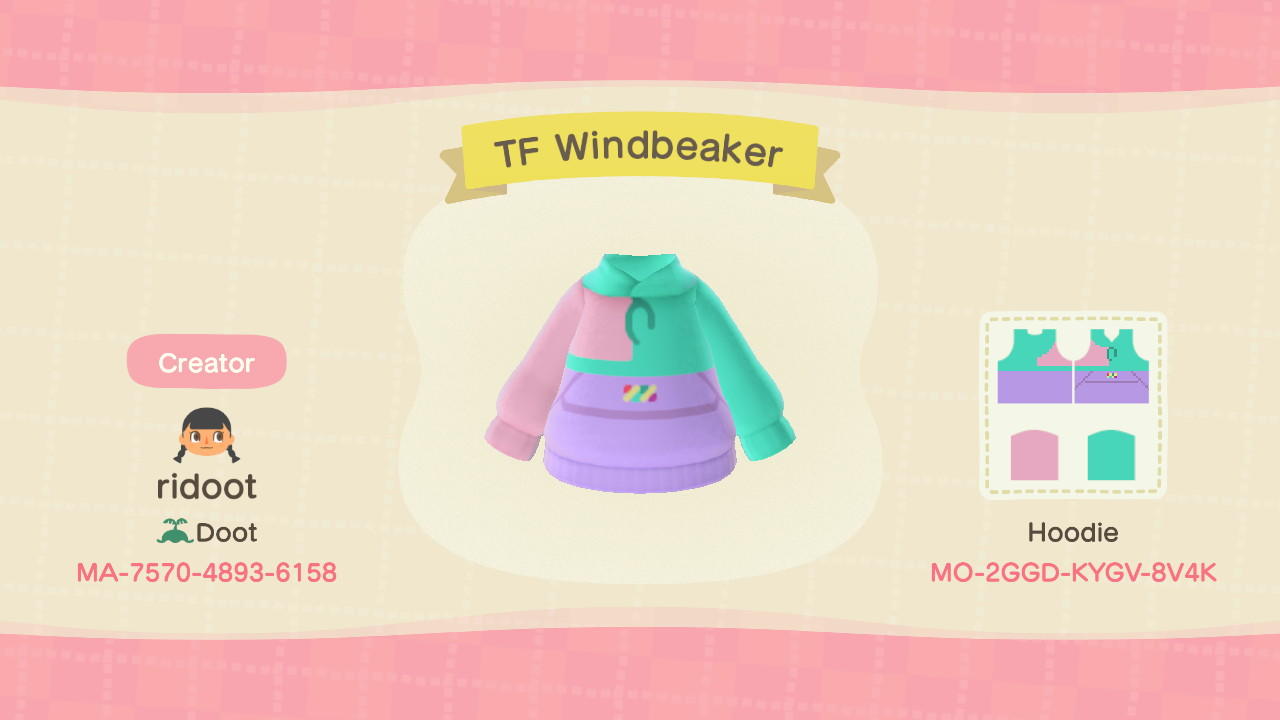 TF Windbeaker
Creator
ridoot
Doot
MA-7570-4893-6158
Hoodie
MO-2GGD-KYGV-8V4K